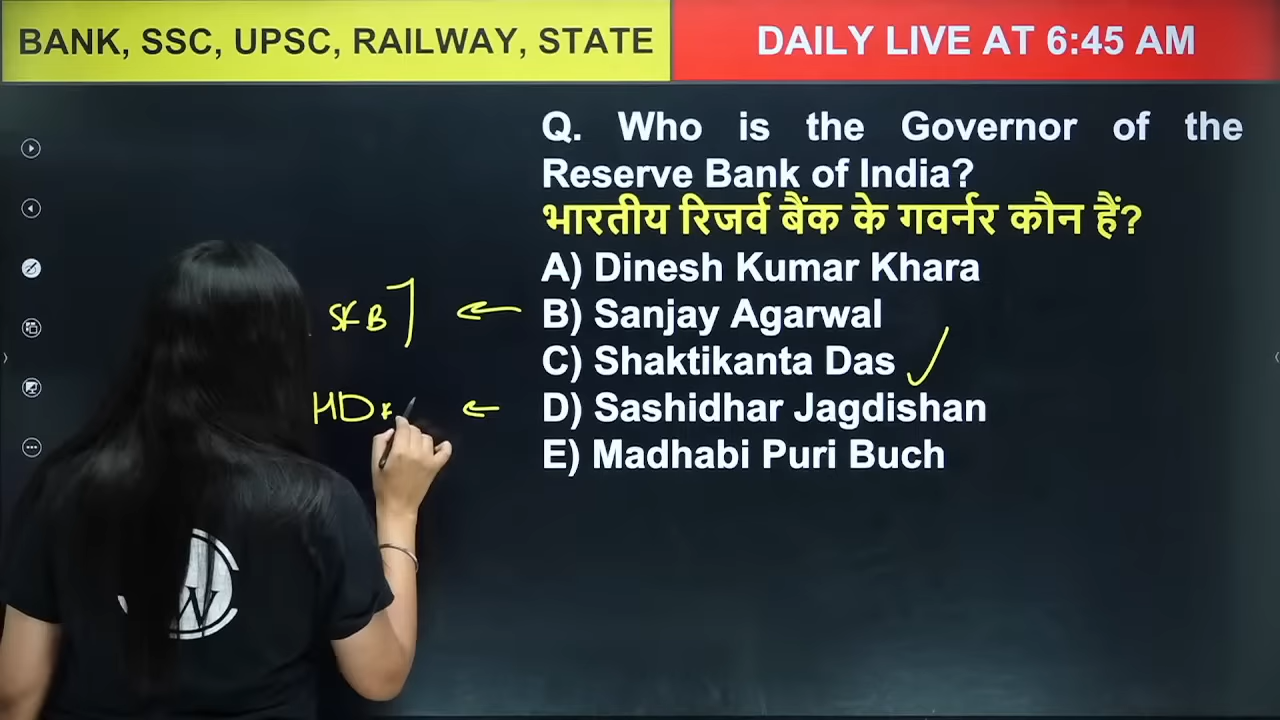 BANK, SSC, UPSC, RAILWAY, STATE
DAILY LIVE AT 6:45 AM
Q. Who is the Governor of the
Reserve Bank of India?
भारतीय रिजर्व बैंक के गवर्नर कौन हैं?
A) Dinesh Kumar Khara
B) Sanjay Agarwal
C) Shaktikanta Das
D) Sashidhar Jagdishan
E) Madhabi Puri Buch
HD
W